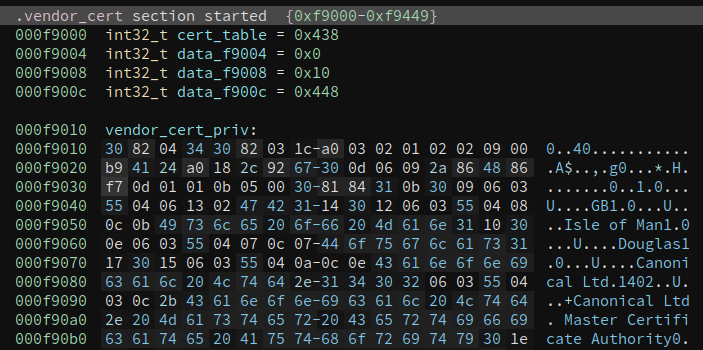 .vendor_cert section started  {0xf9000-0xf9449}
000f9000  int32_t cert_table = 0x438
000f9004  int32_t data_f9004 = 0x0
000f9008  int32_t data_f9008 = 0x10
000f900c  int32_t data_f900c = 0x448
000f9010  vendor_cert_priv:
000f9010  30 82 04 34 30 82 03 1c-a0 03 02 01 02 02 09 00  0..40...........
000f9020  b9 41 24 a0 18 2c 92 67-30 0d 06 09 2a 86 48 86  .A$..,.g0...*.H.
000f9030  f7 0d 01 01 0b 05 00 30-81 84 31 0b 30 09 06 03  .......0..1.0...
000f9040  55 04 06 13 02 47 42 31-14 30 12 06 03 55 04 08  U....GB1.0...U..
000f9050  0c 0b 49 73 6c 65 20 6f-66 20 4d 61 6e 31 10 30  ..Isle of Man1.0
000f9060  0e 06 03 55 04 07 0c 07-44 6f 75 67 6c 61 73 31  ...U....Douglas1
000f9070  17 30 15 06 03 55 04 0a-0c 0e 43 61 6e 6f 6e 69  .0...U....Canoni
000f9080  63 61 6c 20 4c 74 64 2e-31 34 30 32 06 03 55 04  cal Ltd.1402..U.
000f9090  03 0c 2b 43 61 6e 6f 6e-69 63 61 6c 20 4c 74 64  ..+Canonical Ltd
000f90a0  2e 20 4d 61 73 74 65 72-20 43 65 72 74 69 66 69  . Master Certifi
000f90b0  63 61 74 65 20 41 75 74-68 6f 72 69 74 79 30 1e  cate Authority0.